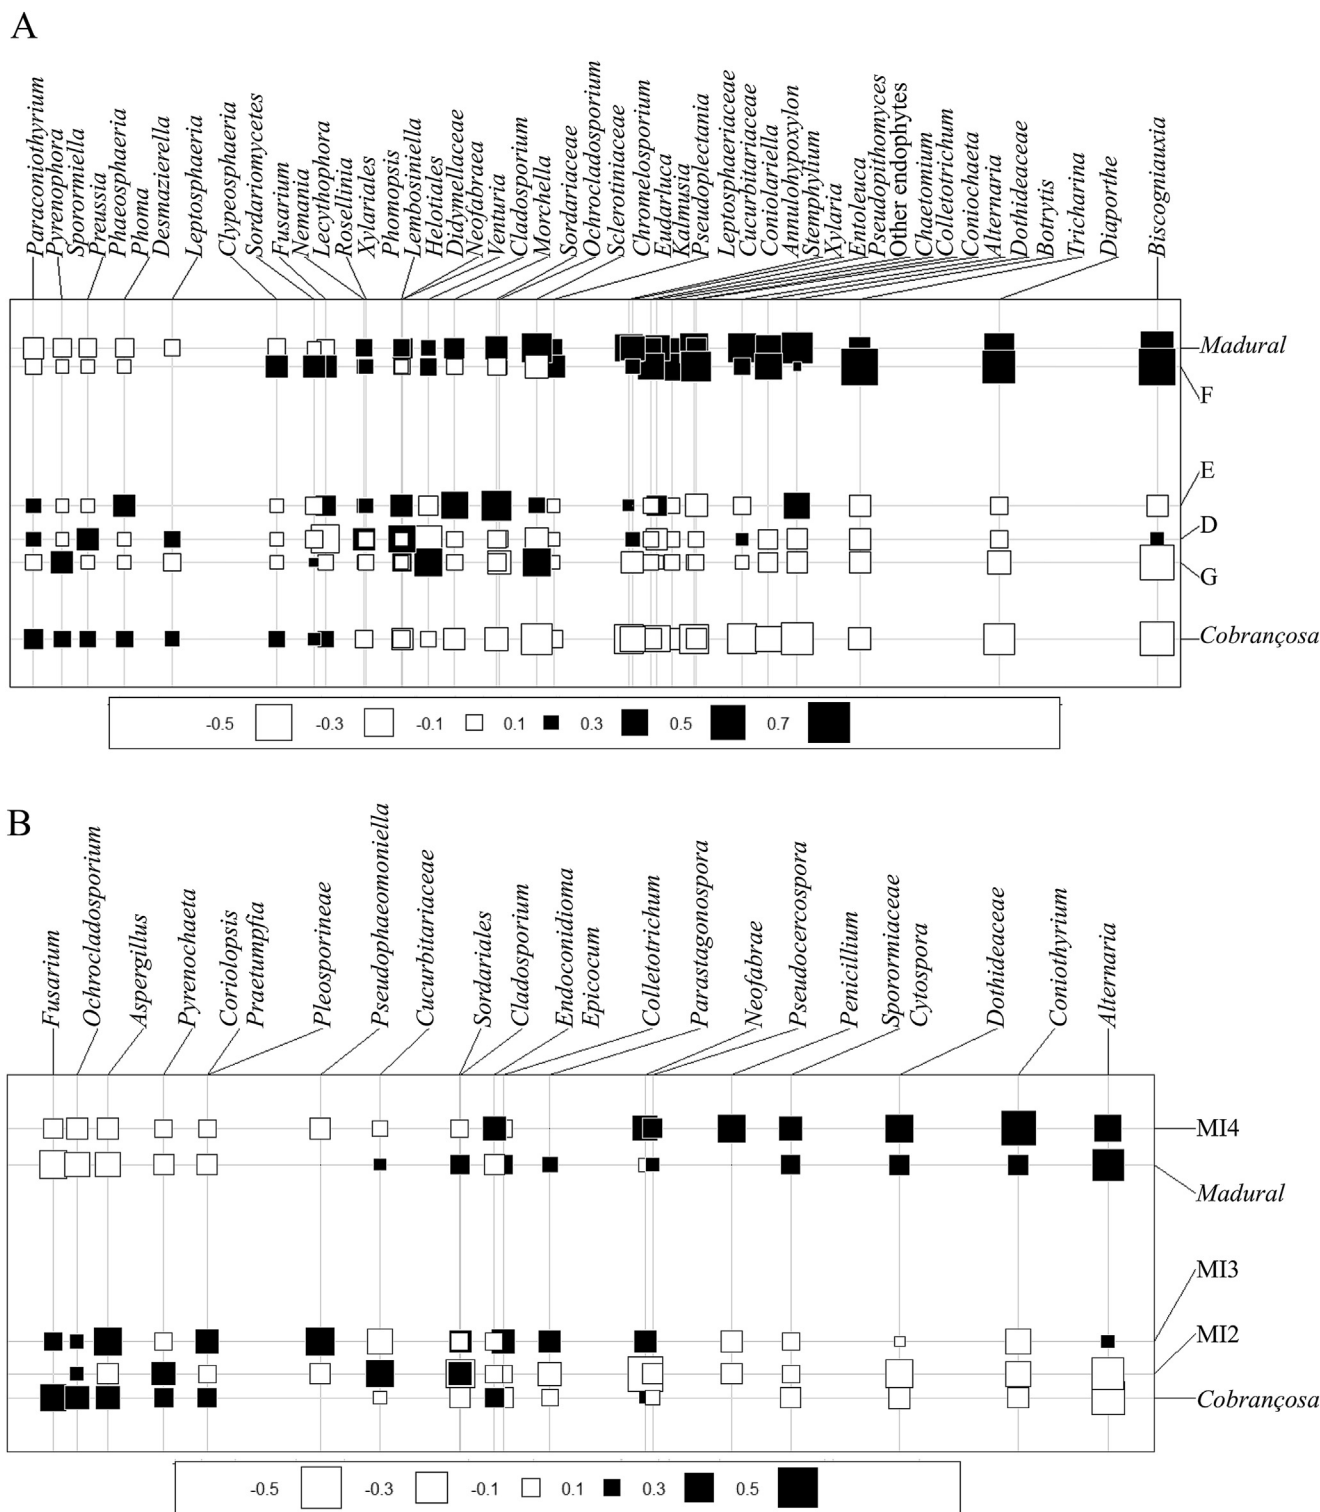 A
Paraconiothyrium
Pyrenophora
Sporormiella
Preussia
Phaeosphaeria
Phoma
Desmazierella
Leptosphaeria
Clypeosphaeria
Sordariomycetes
Fusarium
Nemania
Lecythophora
Rosellinia
Xylariales
Phomopsis
Lembosiniella
Helotiales
Didymellaceae
Neofabraea
Venturia
Cladosporium
Morchella
Sordariaceae
Ochrocladosporium
Sclerotiniaceae
Chromelosporium
Eudarluca
Kalmusia
Pseudoplectania
Leptosphaeriaceae
Cucurbitariaceae
Coniolariella
Annulohypoxylon
Stemphylium
Xylaria
Entoleuca
Pseudopithomyces
Other endophytes
Chaetomium
Colletotrichum
Coniochaeta
Alternaria
Dohideaceae
Botrytis
Tricharina
Diaporthe
Biscogniauxia
Madural
F
E
D
G
Cobrançosa
-0.5 -0.3 -0.1 0.1 0.3 0.5 0.7
B
Fusarium
Ochrocladosporium
Aspergillus
Pyrenochaeta
Coriolopsis
Praetumpfia
Pleosporineae
Pseudophaeomoniella
Cucurbitariaceae
Sordariales
Cladosporium
Endoconidioma
Epicocum
Colletotrichum
Parastagonospora
Neofabrae
Pseudocercospora
Penicillium
Sporormiaceae
Cytospora
Dothideaceae
Coniothyrium
Alternaria
MI4
Madural
MI3
MI2
Cobrançosa
-0.5 -0.3 -0.1 0.1 0.3 0.5